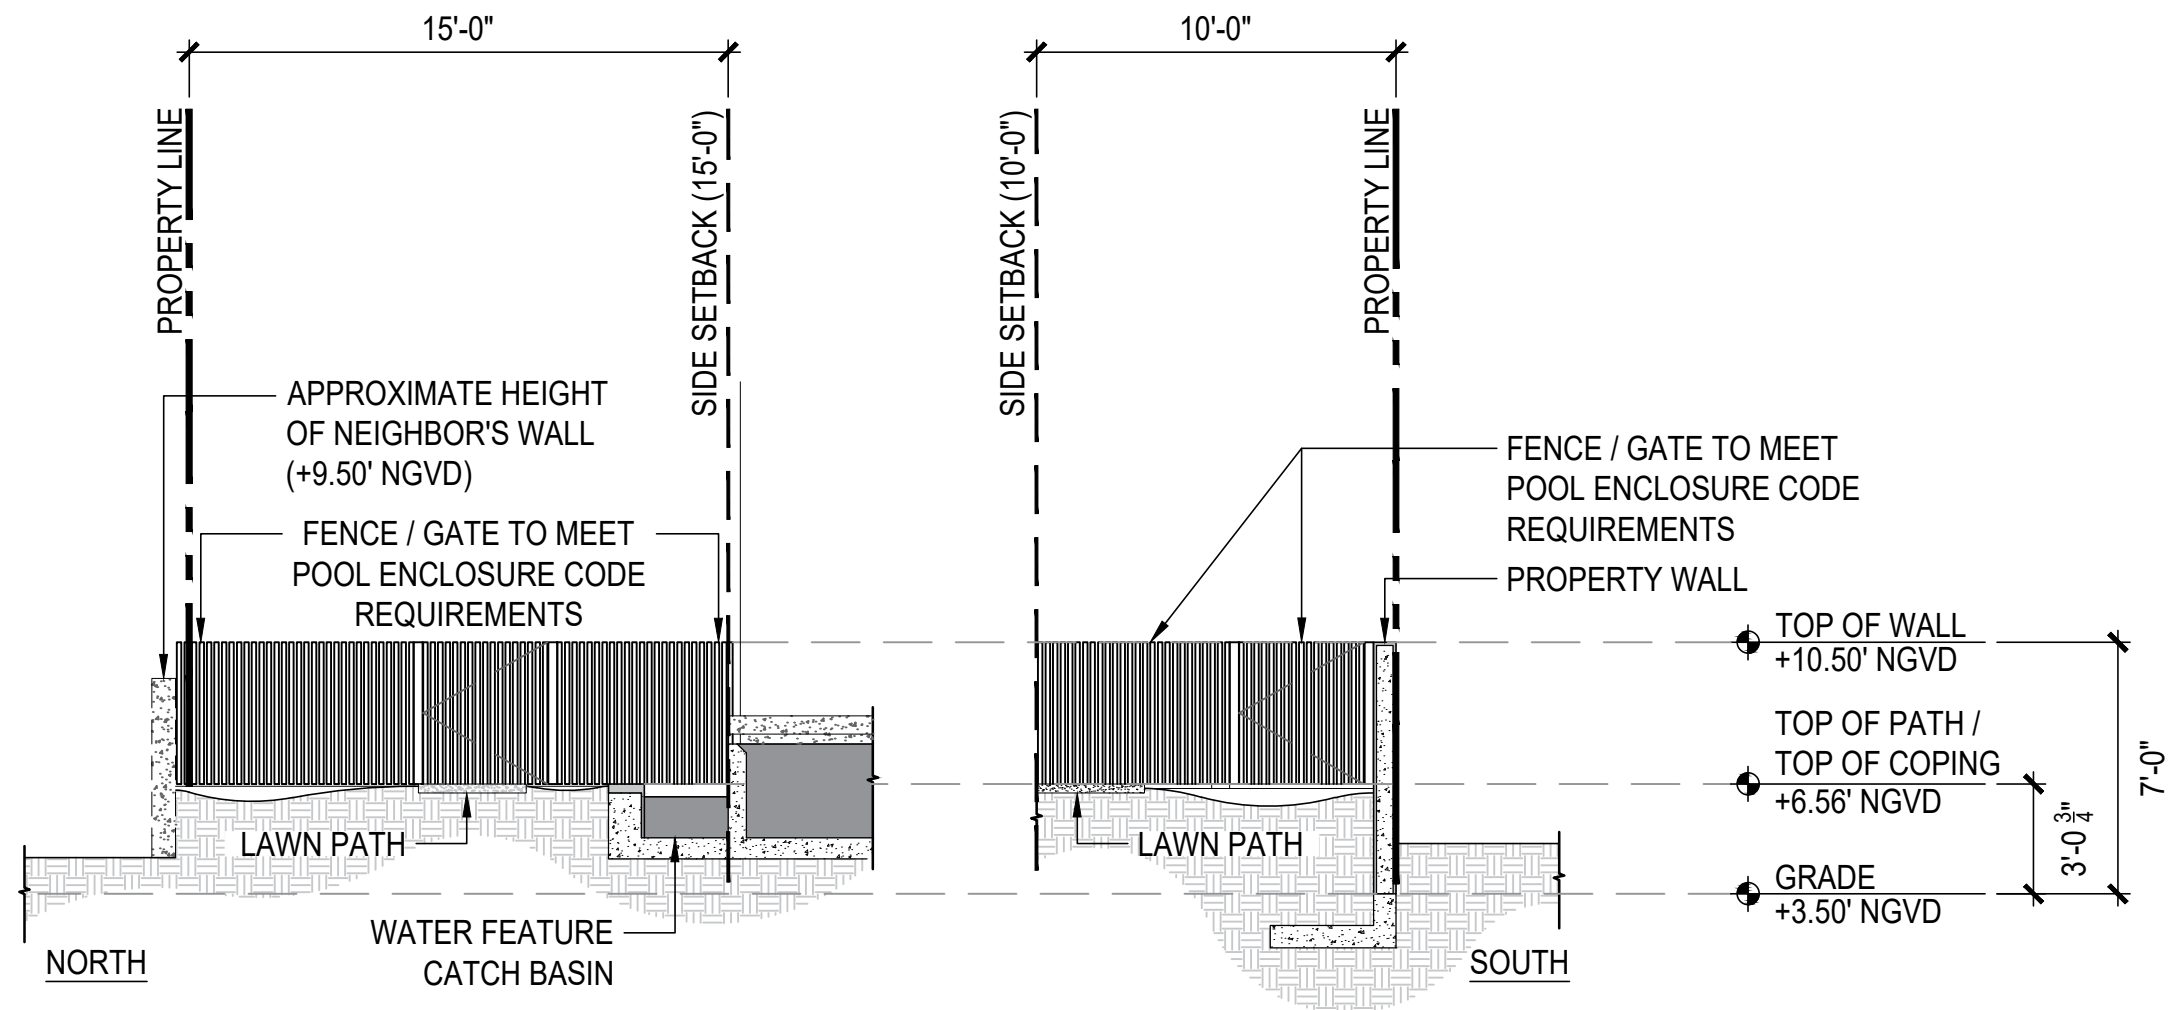 15'-0"
10'-0"
PROPERTY LINE
SIDE SETBACK (15'-0")
SIDE SETBACK (10'-0")
PROPERTY LINE
APPROXIMATE HEIGHT
OF NEIGHBOR'S WALL
(+9.50' NGVD)
FENCE / GATE TO MEET
POOL ENCLOSURE CODE
REQUIREMENTS
FENCE / GATE TO MEET
POOL ENCLOSURE CODE
REQUIREMENTS
PROPERTY WALL
TOP OF WALL
+10.50' NGVD
TOP OF PATH /
TOP OF COPING
+6.56' NGVD
7'-0"
3'-0 3/4"
GRADE
+3.50' NGVD
LAWN PATH
LAWN PATH
WATER FEATURE
CATCH BASIN
NORTH
SOUTH